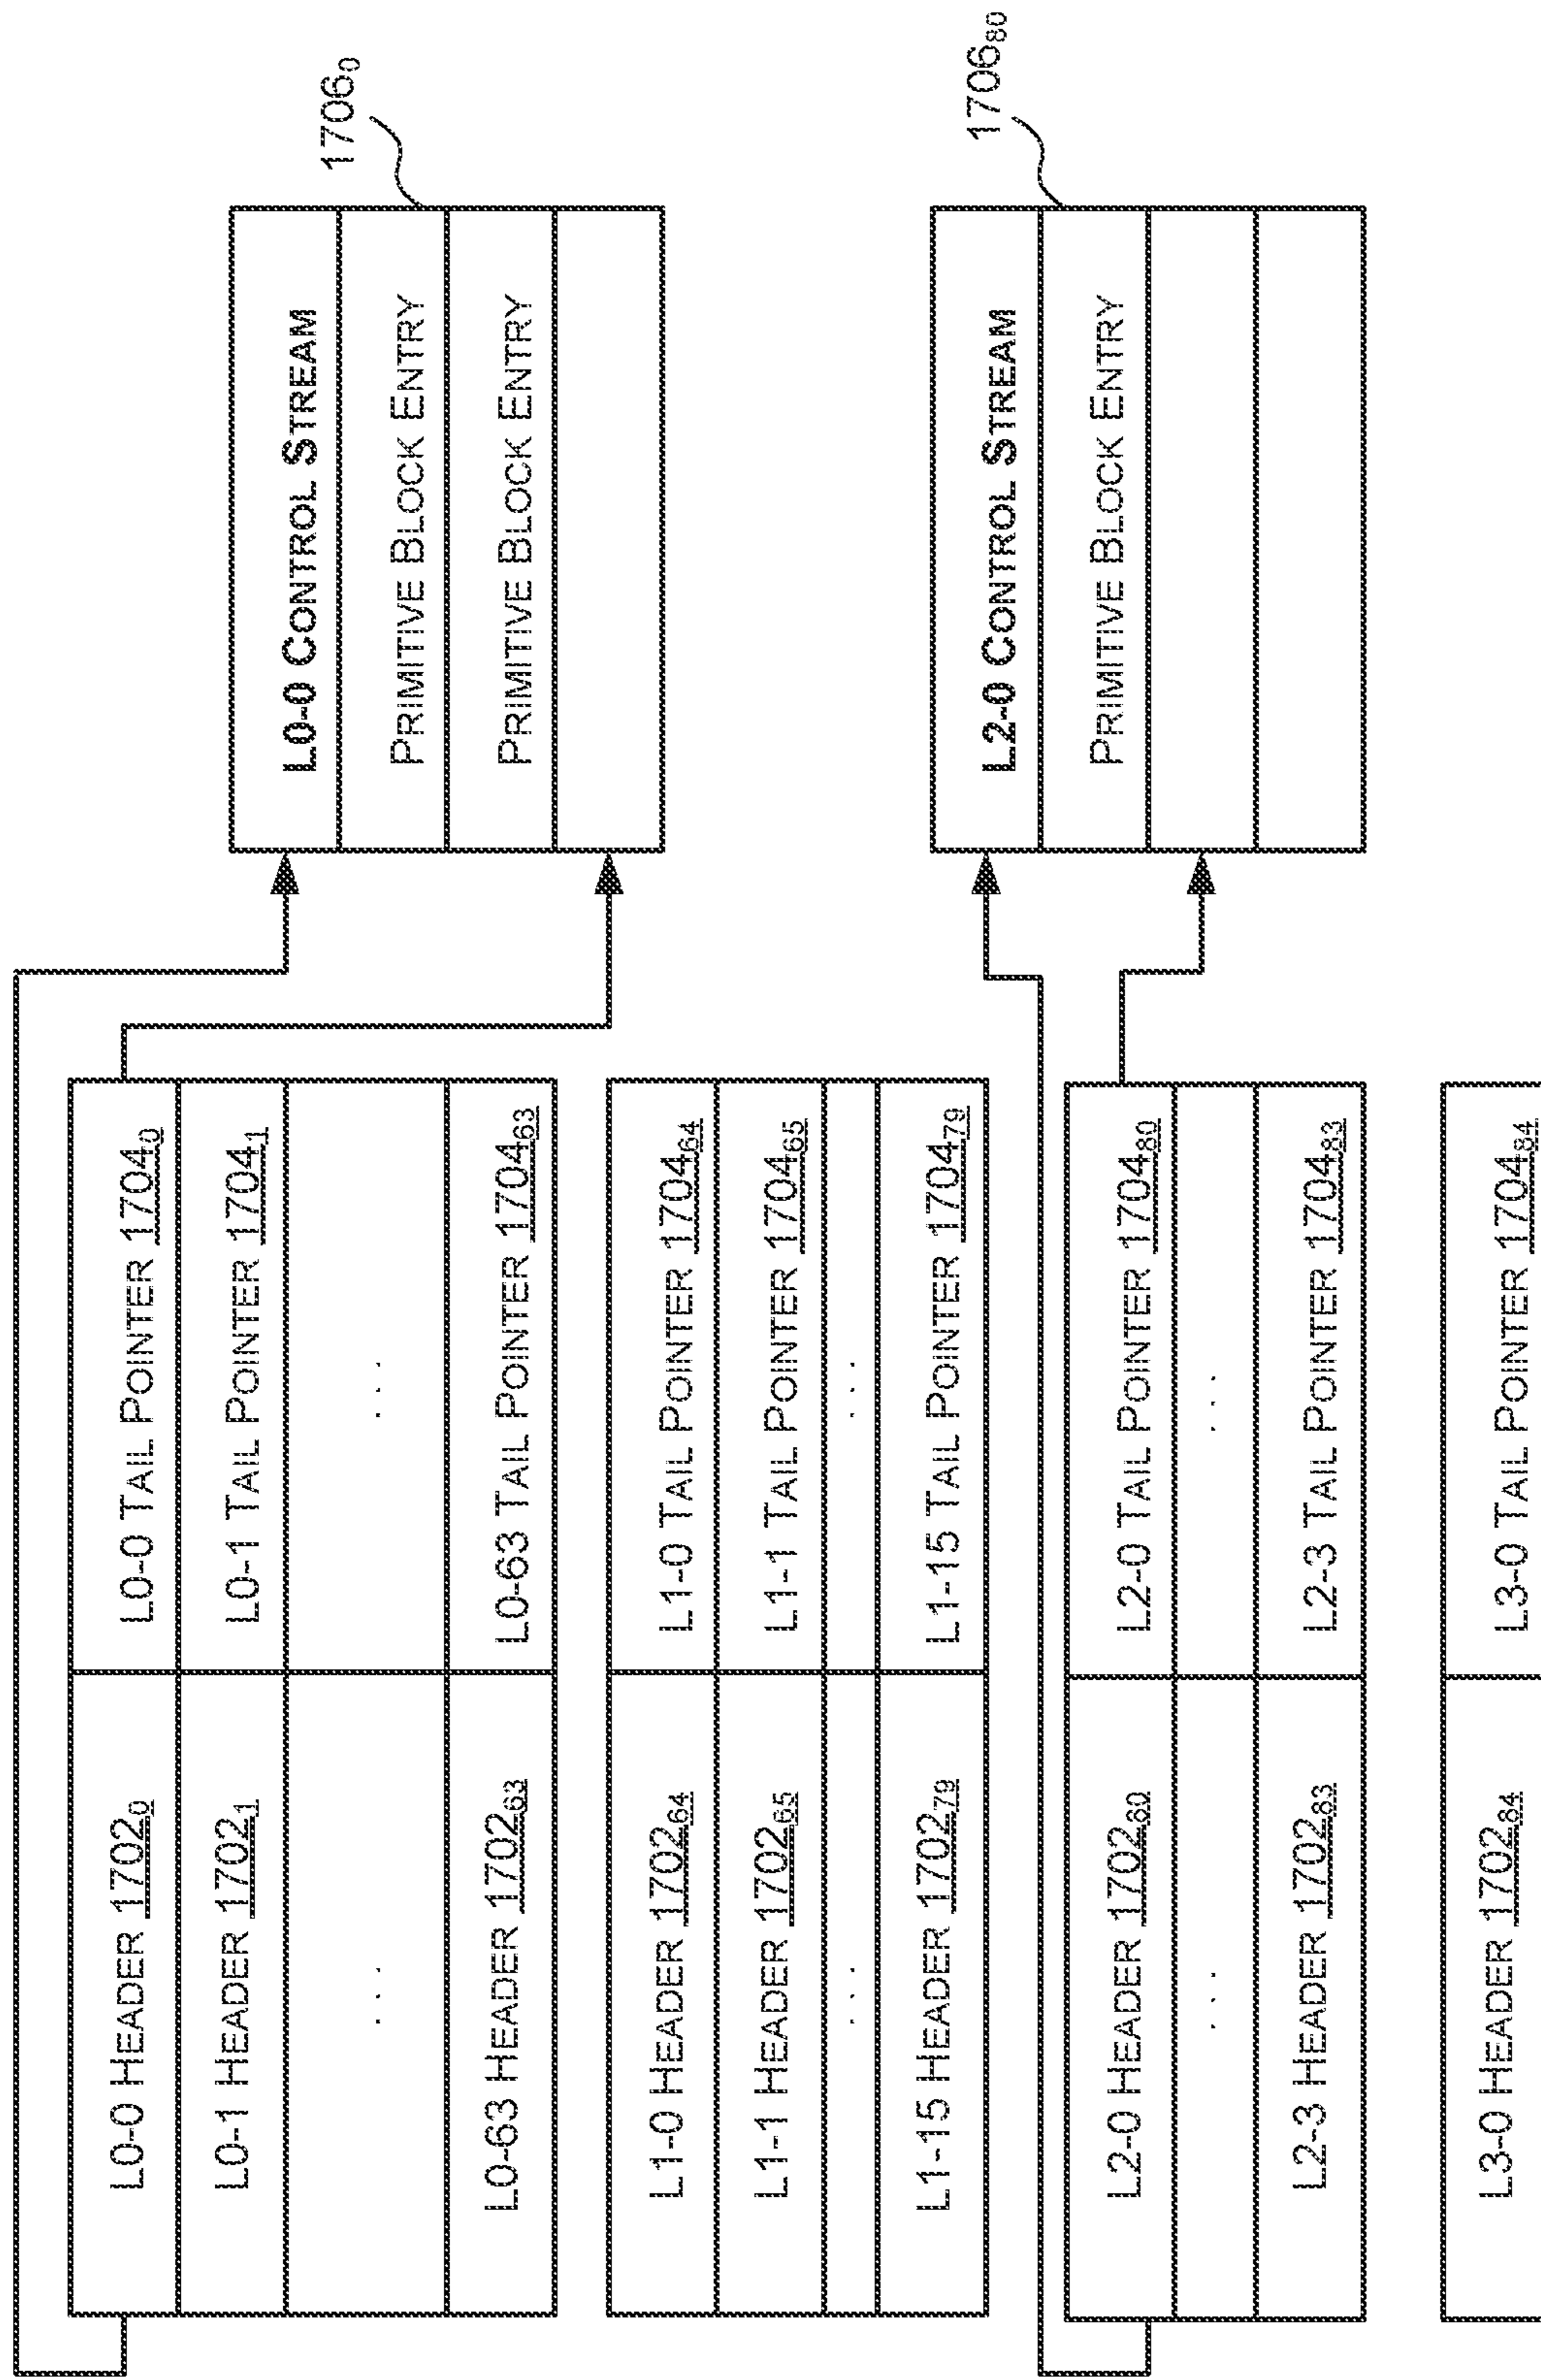 L0-0 HEADER 1702₀ L0-0 TAIL POINTER 1704₀
L0-1 HEADER 1702₁ L0-1 TAIL POINTER 1704₁
... ...
L0-63 HEADER 1702₆₃ L0-63 TAIL POINTER 1704₆₃
L1-0 HEADER 1702₆₄ L1-0 TAIL POINTER 1704₆₄
L1-1 HEADER 1702₆₅ L1-1 TAIL POINTER 1704₆₅
... ...
L1-15 HEADER 1702₇₉ L1-15 TAIL POINTER 1704₇₉
L2-0 HEADER 1702₈₀ L2-0 TAIL POINTER 1704₈₀
... ...
L2-3 HEADER 1702₈₃ L2-3 TAIL POINTER 1704₈₃
L3-0 HEADER 1702₈₄ L3-0 TAIL POINTER 1704₈₄
L0-0 CONTROL STREAM
PRIMITIVE BLOCK ENTRY
PRIMITIVE BLOCK ENTRY
1706₀
L2-0 CONTROL STREAM
PRIMITIVE BLOCK ENTRY
1706₈₀